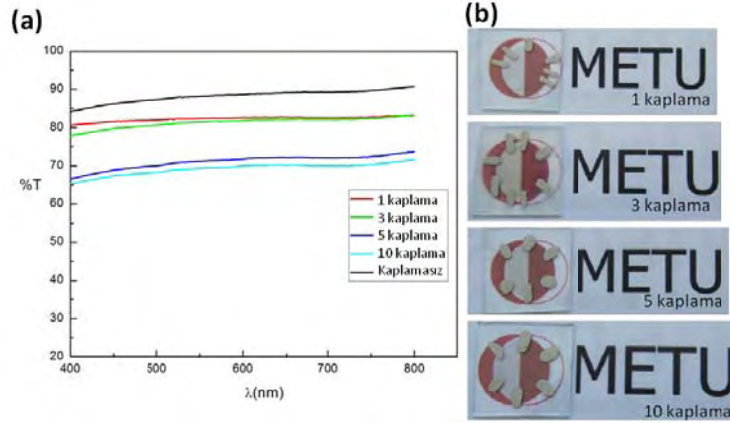 (a)
100
90
80
70
%T
60
50
40
30
20
400
500
600
700
800
λ(nm)
1 kaplama
3 kaplama
5 kaplama
10 kaplama
Kaplamasız
(b)
METU
1 kaplama
METU
3 kaplama
METU
5 kaplama
METU
10 kaplama